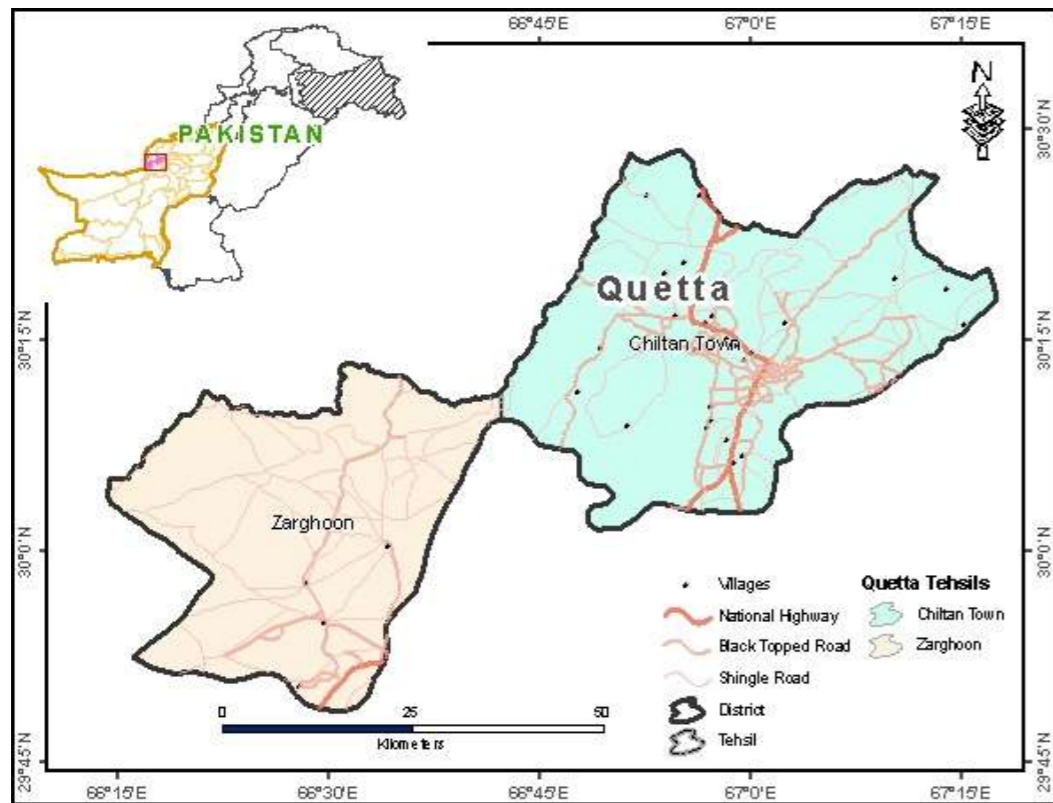 66°45'E 67°0'E 67°15'E
N
PAKISTAN
30°30'N
30°30'N
Quetta
30°15'N
30°15'N
Chiltan Town
Zarghoon
30°0'N
30°0'N
Villages
National Highway
Black Topped Road
Shingle Road
District
Tehsil
Quetta Tehsils
Chiltan Town
Zarghoon
0 25 50
Kilometers
29°45'N
29°45'N
66°15'E 66°30'E 66°45'E 67°0'E 67°15'E